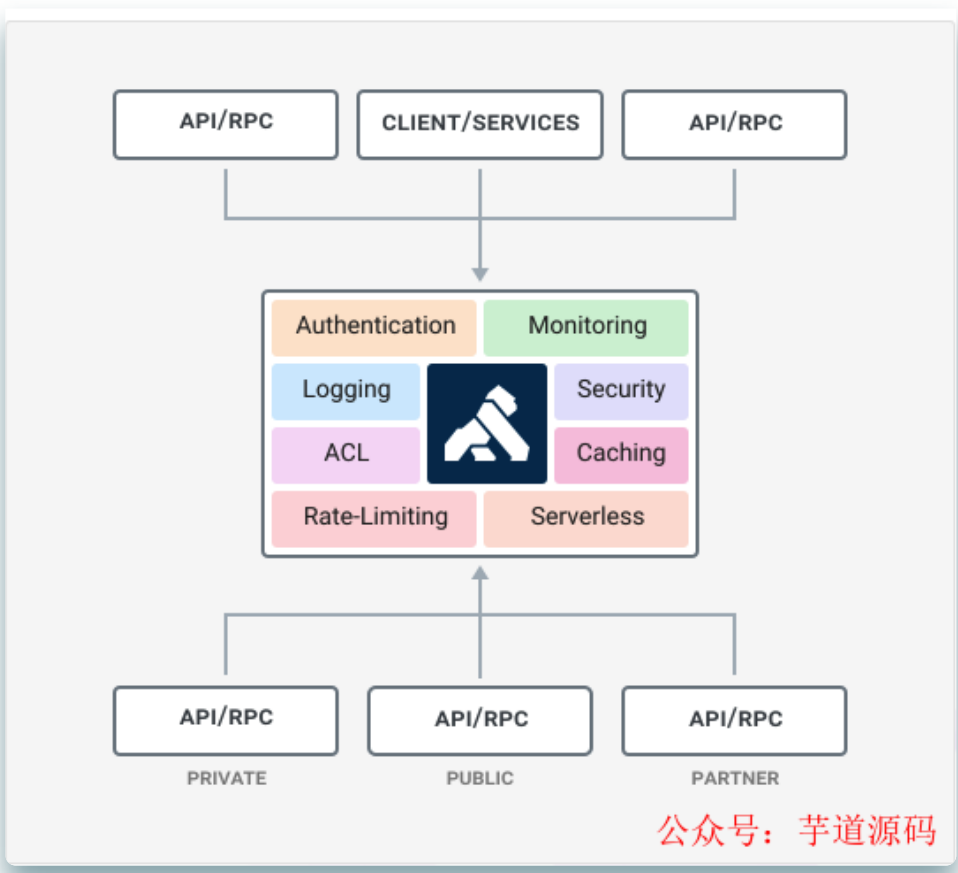 API/RPC
CLIENT/SERVICES
API/RPC
Authentication
Monitoring
Logging
Security
ACL
Caching
Rate-Limiting
Serverless
API/RPC
API/RPC
API/RPC
PRIVATE
PUBLIC
PARTNER
公众号：芋道源码